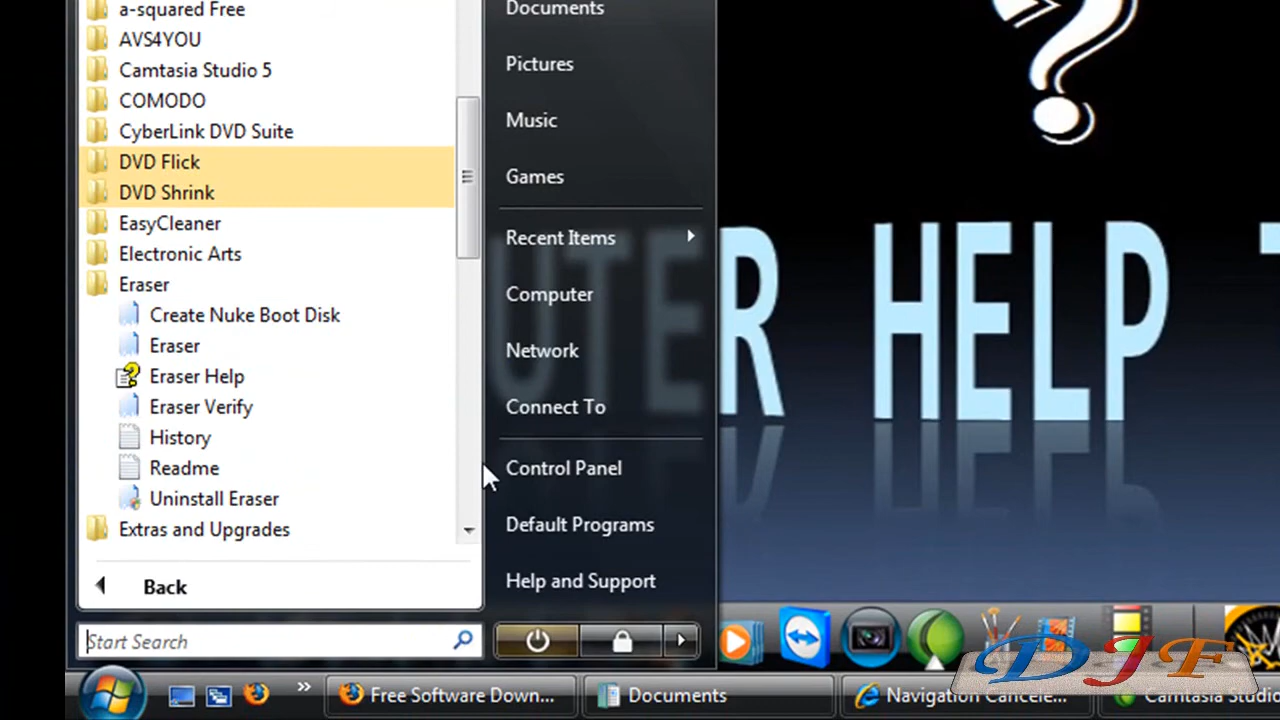 a-squared Free
AVS4YOU
Camtasia Studio 5
COMODO
CyberLink DVD Suite
DVD Flick
DVD Shrink
EasyCleaner
Electronic Arts
Eraser
Create Nuke Boot Disk
Eraser
Eraser Help
Eraser Verify
History
Readme
Uninstall Eraser
Extras and Upgrades
Back
Start Search
Documents
Pictures
Music
Games
Recent Items
Computer
Network
Connect To
Control Panel
Default Programs
Help and Support
UTER HELP T
DJF
Free Software Down...
Documents
Navigation Cancele...
Camtasia Studio